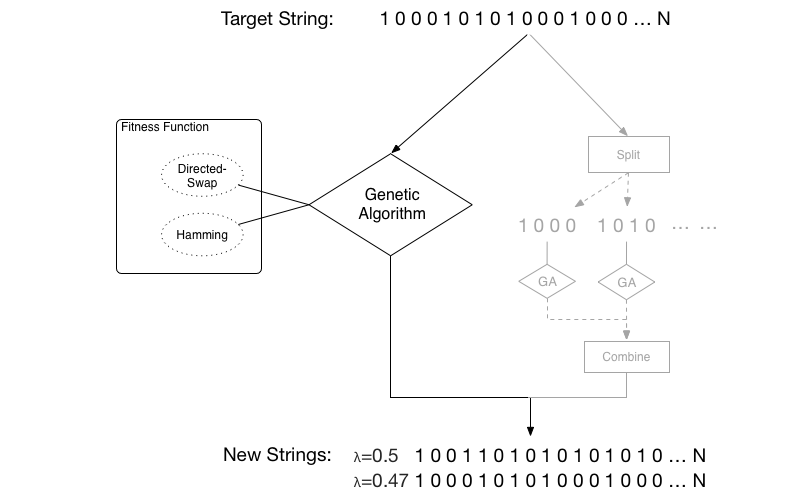 Target String: 1 0 0 0 1 0 1 0 1 0 0 0 1 0 0 0 ... N
Fitness Function
Directed-
Swap
Hamming
Genetic
Algorithm
Split
1 0 0 0 1 0 1 0 ... ...
GA GA
Combine
New Strings: λ=0.5 1 0 0 1 1 0 1 0 1 0 1 0 1 0 1 0 ... N
λ=0.47 1 0 0 0 1 0 1 0 1 0 0 0 1 0 0 0 ... N